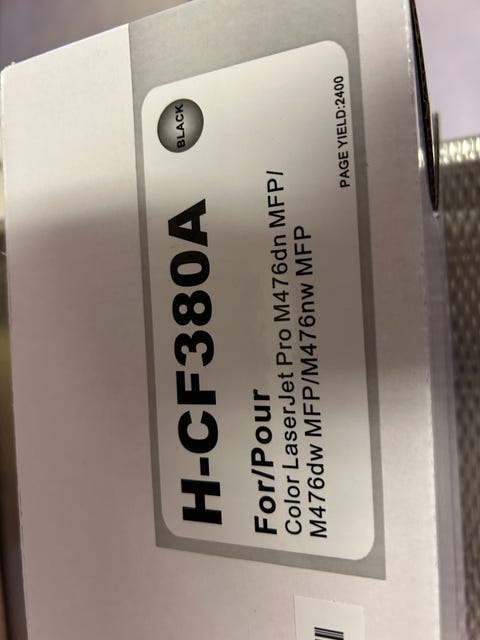 BLACK
H-CF380A
For/Pour
Color LaserJet Pro M476dn MFP/
M476dw MFP/M476nw MFP
PAGE YIELD:2400